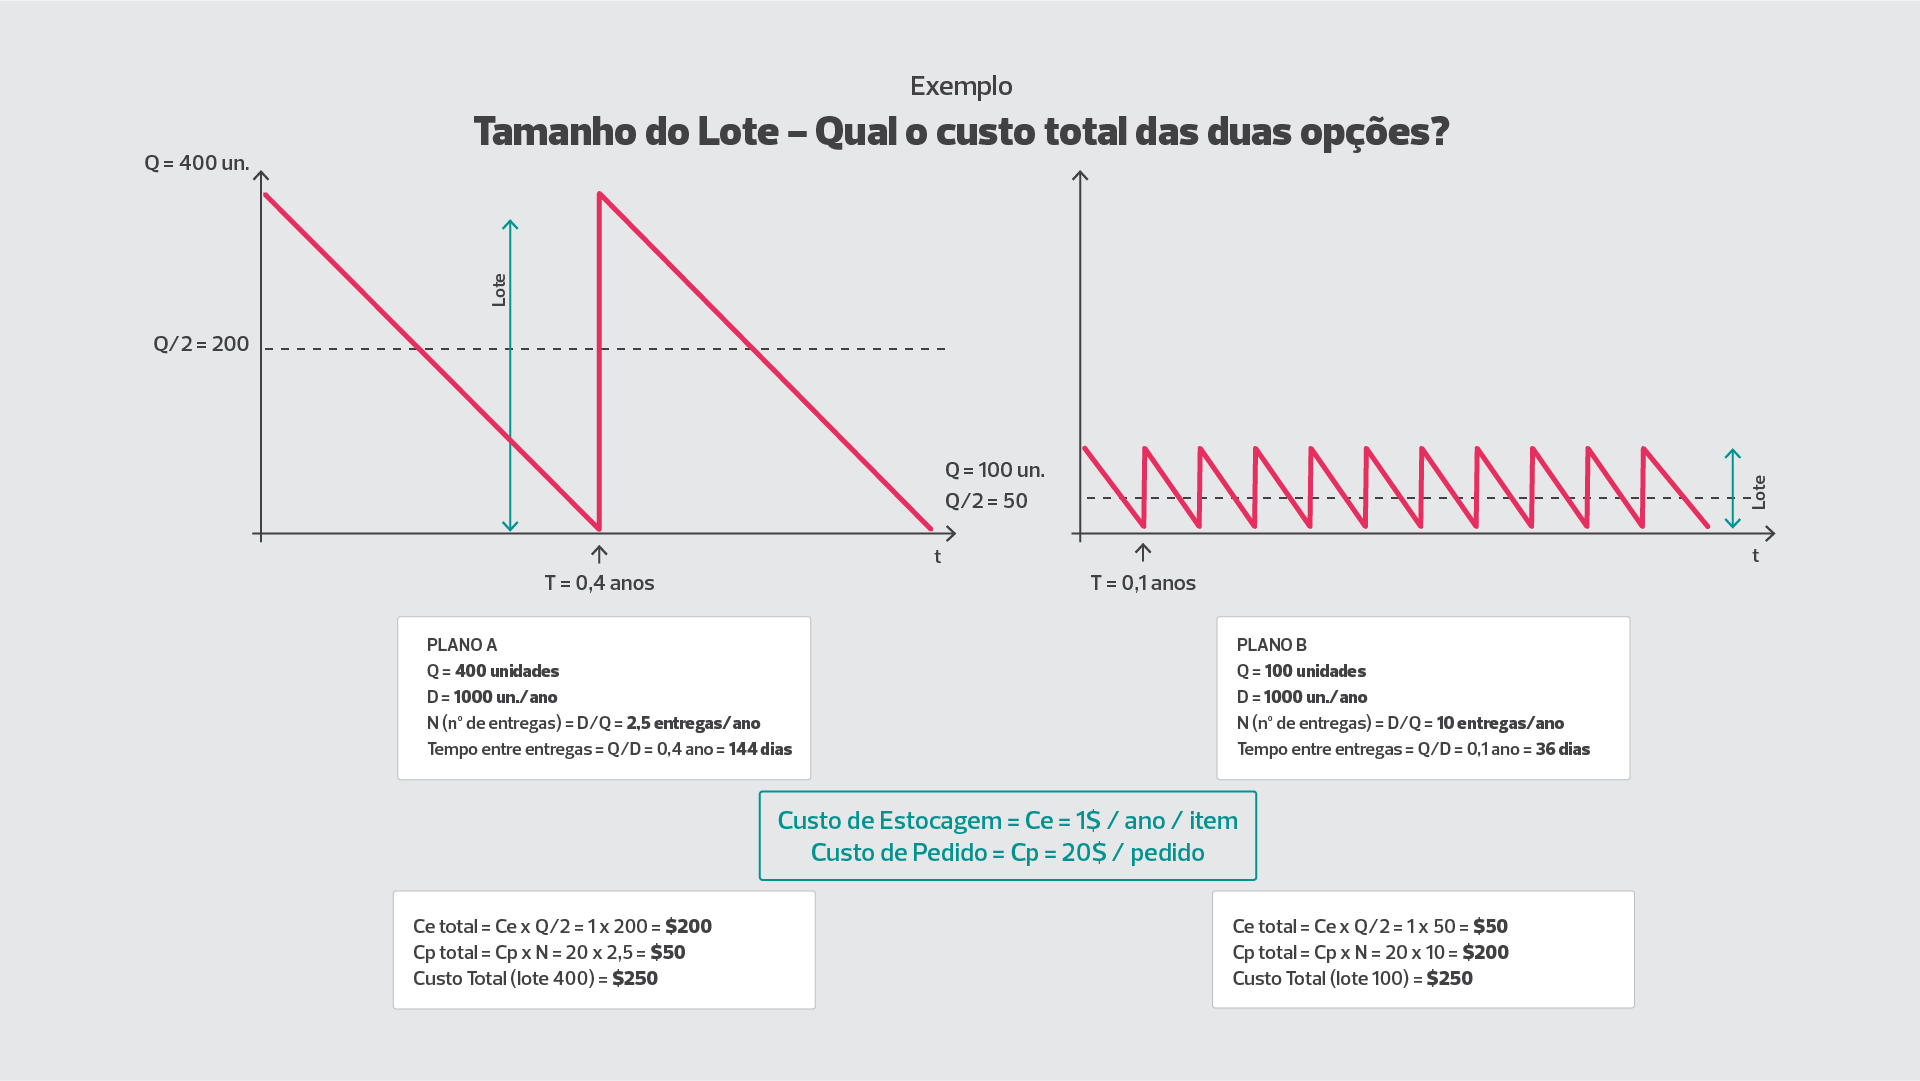 Exemplo
Tamanho do Lote – Qual o custo total das duas opções?
Q = 400 un.
Lote
Q/2 = 200
t
T = 0,4 anos
Q = 100 un.
Q/2 = 50
Lote
t
T = 0,1 anos
PLANO A
Q = 400 unidades
D = 1000 un./ano
N (n° de entregas) = D/Q = 2,5 entregas/ano
Tempo entre entregas = Q/D = 0,4 ano = 144 dias
PLANO B
Q = 100 unidades
D = 1000 un./ano
N (n° de entregas) = D/Q = 10 entregas/ano
Tempo entre entregas = Q/D = 0,1 ano = 36 dias
Custo de Estocagem = Ce = 1$ / ano / item
Custo de Pedido = Cp = 20$ / pedido
Ce total = Ce x Q/2 = 1 x 200 = $200
Cp total = Cp x N = 20 x 2,5 = $50
Custo Total (lote 400) = $250
Ce total = Ce x Q/2 = 1 x 50 = $50
Cp total = Cp x N = 20 x 10 = $200
Custo Total (lote 100) = $250